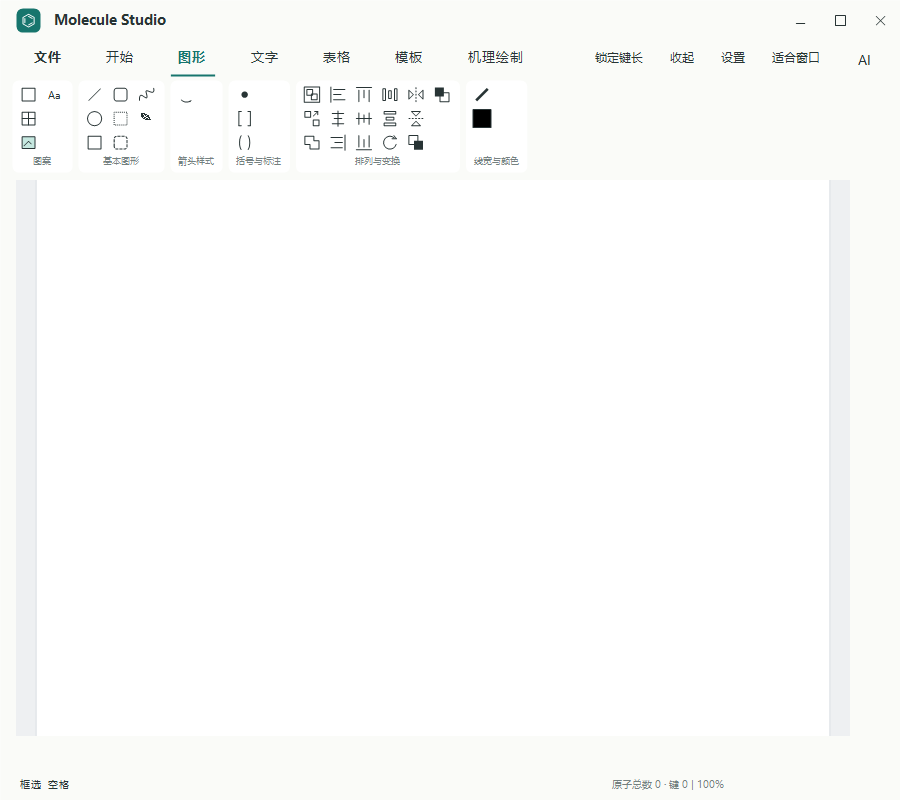 Molecule Studio
文件 开始 图形 文字 表格 模板 机理绘制 锁定键长 收起 设置 适合窗口 AI
Aa
图案 基本图形 箭头样式 括号与标注 排列与变换 线宽与颜色
框选 空格 原子总数 0 · 键 0 | 100%